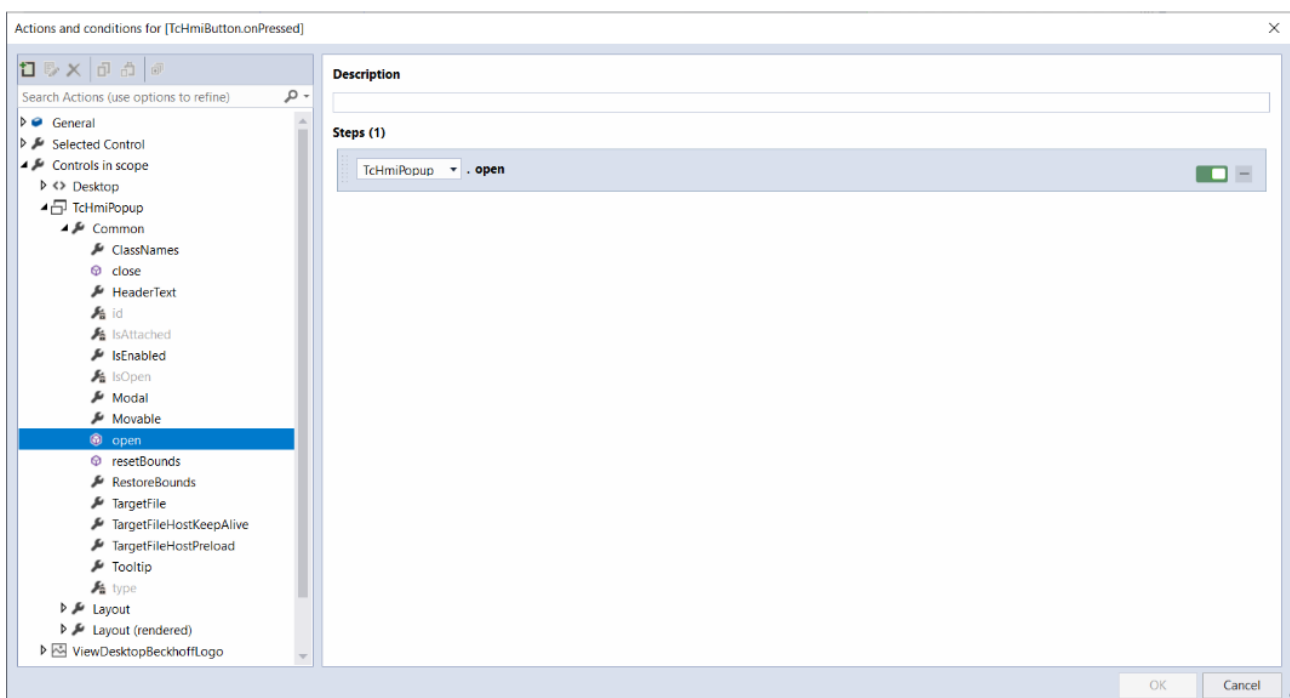 Actions and conditions for [TcHmiButton.onPressed]
Search Actions (use options to refine)
General
Selected Control
Controls in scope
Desktop
TcHmiPopup
Common
ClassNames
close
HeaderText
id
IsAttached
IsEnabled
IsOpen
Modal
Movable
open
resetBounds
RestoreBounds
TargetFile
TargetFileHostKeepAlive
TargetFileHostPreload
Tooltip
type
Layout
Layout (rendered)
ViewDesktopBeckhoffLogo
Description
Steps (1)
TcHmiPopup . open
OK Cancel